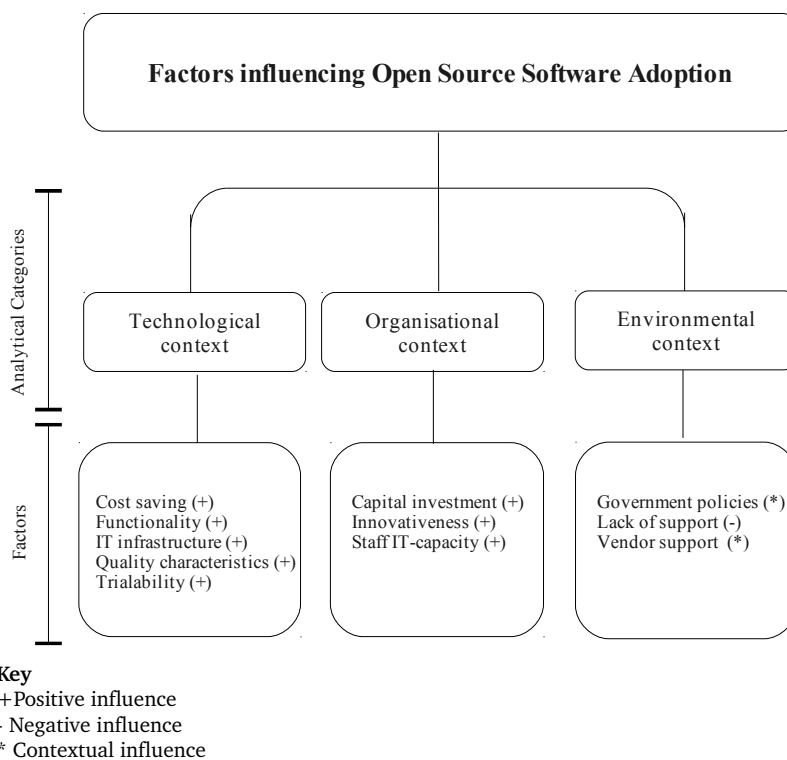 Factors influencing Open Source Software Adoption
Analytical Categories
Technological
context
Organisational
context
Environmental
context
Factors
Cost saving (+)
Functionality (+)
IT infrastructure (+)
Quality characteristics (+)
Trialability (+)
Capital investment (+)
Innovativeness (+)
Staff IT-capacity (+)
Government policies (*)
Lack of support (-)
Vendor support (*)
Key
+Positive influence
- Negative influence
* Contextual influence